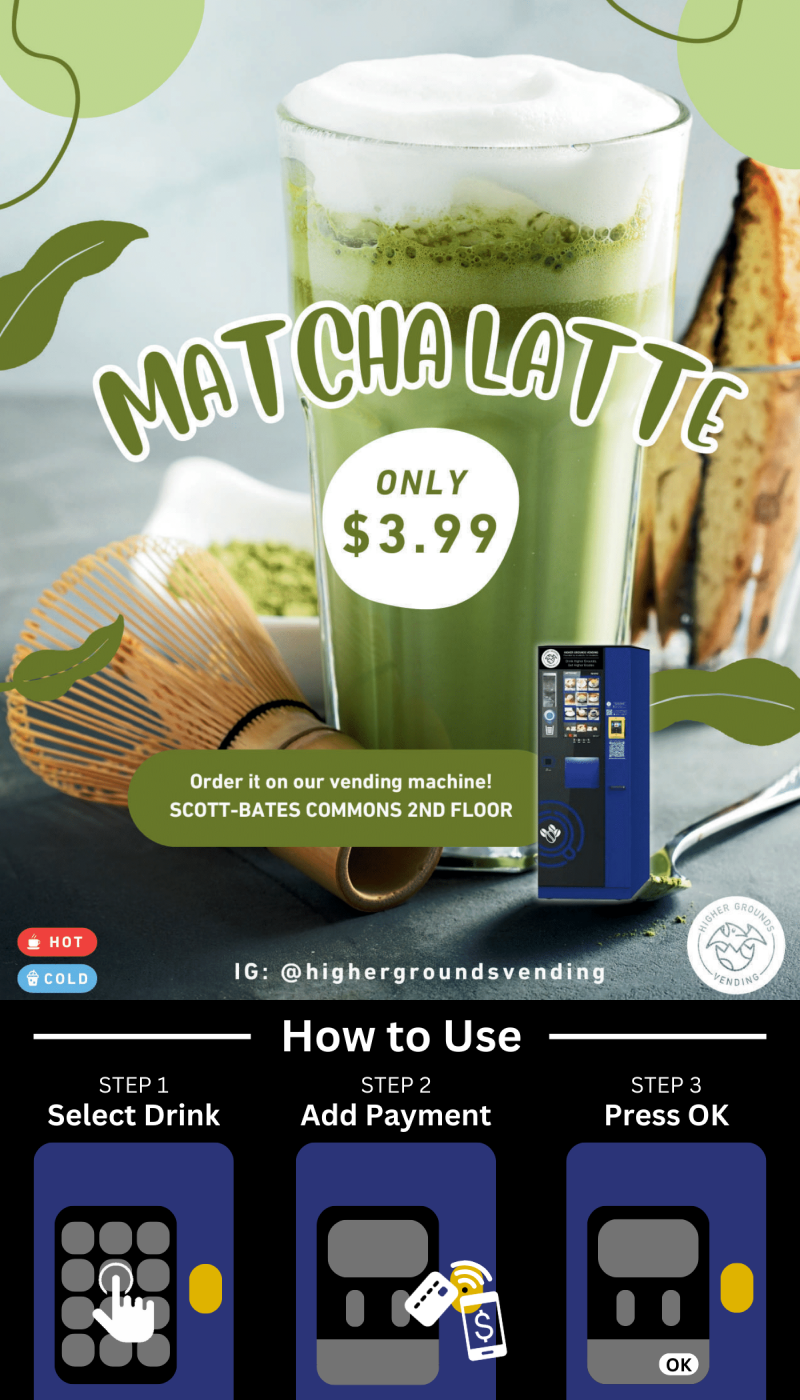 MATCHA LATTE
ONLY
$3.99
Order it on our vending machine!
SCOTT-BATES COMMONS 2ND FLOOR
HOT
COLD
IG: @highergroundsvending
HIGHER GROUNDS
VENDING
How to Use
STEP 1
Select Drink
STEP 2
Add Payment
STEP 3
Press OK
$
OK